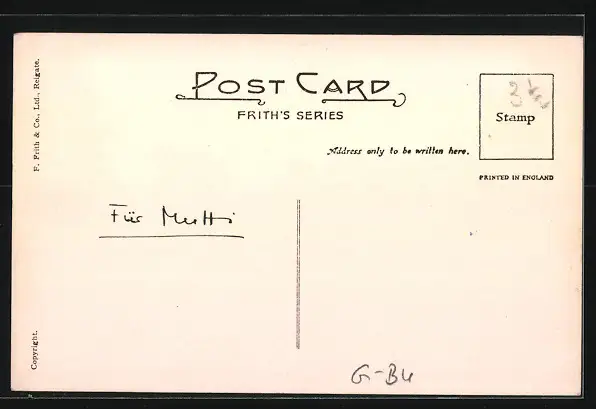 POST CARD
FRITH'S SERIES
Address only to be written here.
Stamp
PRINTED IN ENGLAND
F. Frith & Co., Ltd., Reigate.
Copyright.
Für Mutti
G-B4